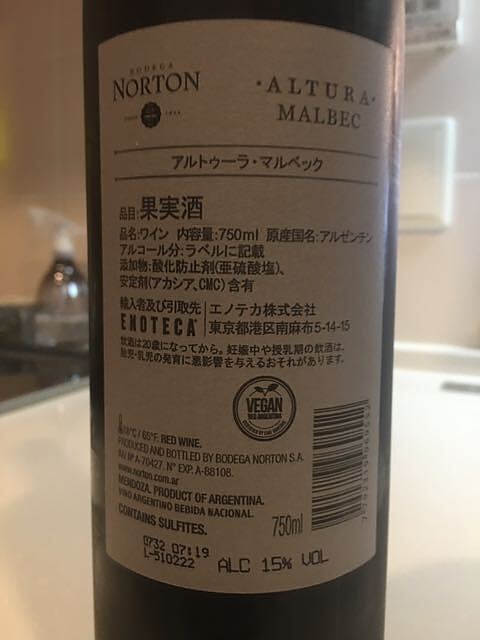 BODEGA
NORTON
·ALTURA·
MALBEC
アルトゥーラ・マルベック
品目:果実酒
品名:ワイン 内容量:750ml 原産国名:アルゼンチン
アルコール分:ラベルに記載
添加物:酸化防止剤(亜硫酸塩)、
安定剤(アカシア、CMC)含有
輸入者及び引取先
ENOTECA
エノテカ株式会社
東京都港区南麻布5-14-15
飲酒は20歳になってから。妊娠中や授乳期の飲酒は、
胎児・乳児の発育に悪影響を与えるおそれがあります。
VEGAN
RED ARGENTINA
18°C / 65°F. RED WINE.
PRODUCED AND BOTTLED BY BODEGA NORTON S.A.
INV Nº A-70427. Nº EXP. A-88108.
www.norton.com.ar
MENDOZA. PRODUCT OF ARGENTINA.
VINO ARGENTINO BEBIDA NACIONAL.
CONTAINS SULFITES.
750ml
0732 07:19
L-510222
ALC 15% VOL